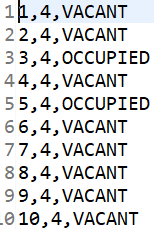 1 1,4,VACANT
2 2,4,VACANT
3 3,4,OCCUPIED
4 4,4,VACANT
5 5,4,OCCUPIED
6 6,4,VACANT
7 7,4,VACANT
8 8,4,VACANT
9 9,4,VACANT
10 10,4,VACANT